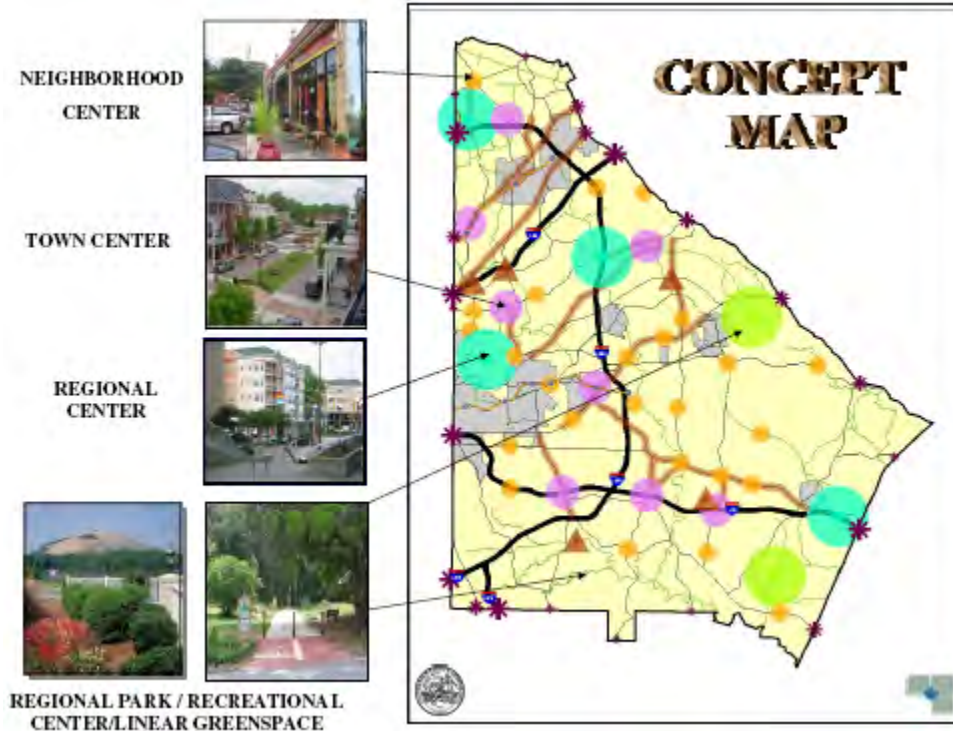 CONCEPT
MAP
NEIGHBORHOOD
CENTER
TOWN CENTER
REGIONAL
CENTER
REGIONAL PARK / RECREATIONAL
CENTER/LINEAR GREENSPACE